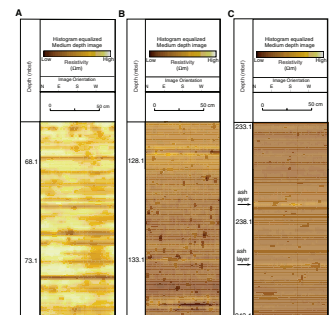 A
Histogram equalized
Medium depth image
Low High
Resistivity
(Ωm)
Image Orientation
N E S W
Depth (mbsf)
0 50 cm
68.1
73.1
B
Histogram equalized
Medium depth image
Low High
Resistivity
(Ωm)
Image Orientation
N E S W
Depth (mbsf)
0 50 cm
128.1
133.1
C
Histogram equalized
Medium depth image
Low High
Resistivity
(Ωm)
Image Orientation
N E S W
Depth (mbsf)
0 50 cm
233.1
ash
layer
238.1
ash
layer